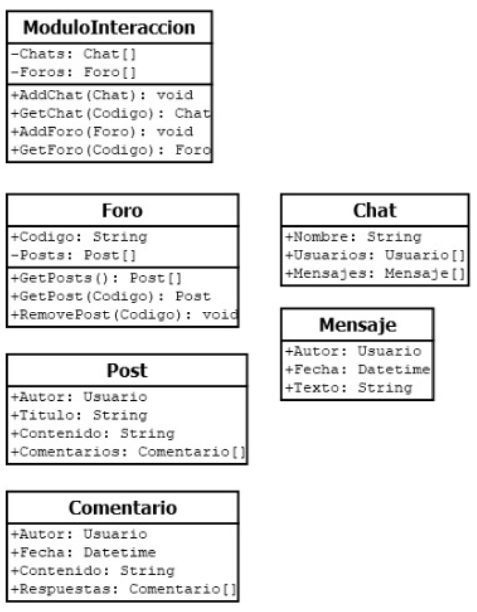 ModuloInteraccion
-Chats: Chat[]
-Foros: Foro[]
+AddChat(Chat): void
+GetChat(Codigo): Chat
+AddForo(Foro): void
+GetForo(Codigo): Foro
Foro
+Codigo: String
-Posts: Post[]
+GetPosts(): Post[]
+GetPost(Codigo): Post
+RemovePost(Codigo): void
Chat
+Nombre: String
+Usuarios: Usuario[]
+Mensajes: Mensaje[]
Mensaje
+Autor: Usuario
+Fecha: Datetime
+Texto: String
Post
+Autor: Usuario
+Titulo: String
+Contenido: String
+Comentarios: Comentario[]
Comentario
+Autor: Usuario
+Fecha: Datetime
+Contenido: String
+Respuestas: Comentario[]